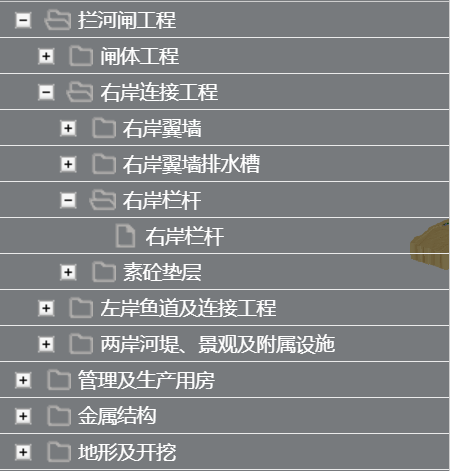 拦河闸工程
闸体工程
右岸连接工程
右岸翼墙
右岸翼墙排水槽
右岸栏杆
右岸栏杆
素砼垫层
左岸鱼道及连接工程
两岸河堤、景观及附属设施
管理及生产用房
金属结构
地形及开挖